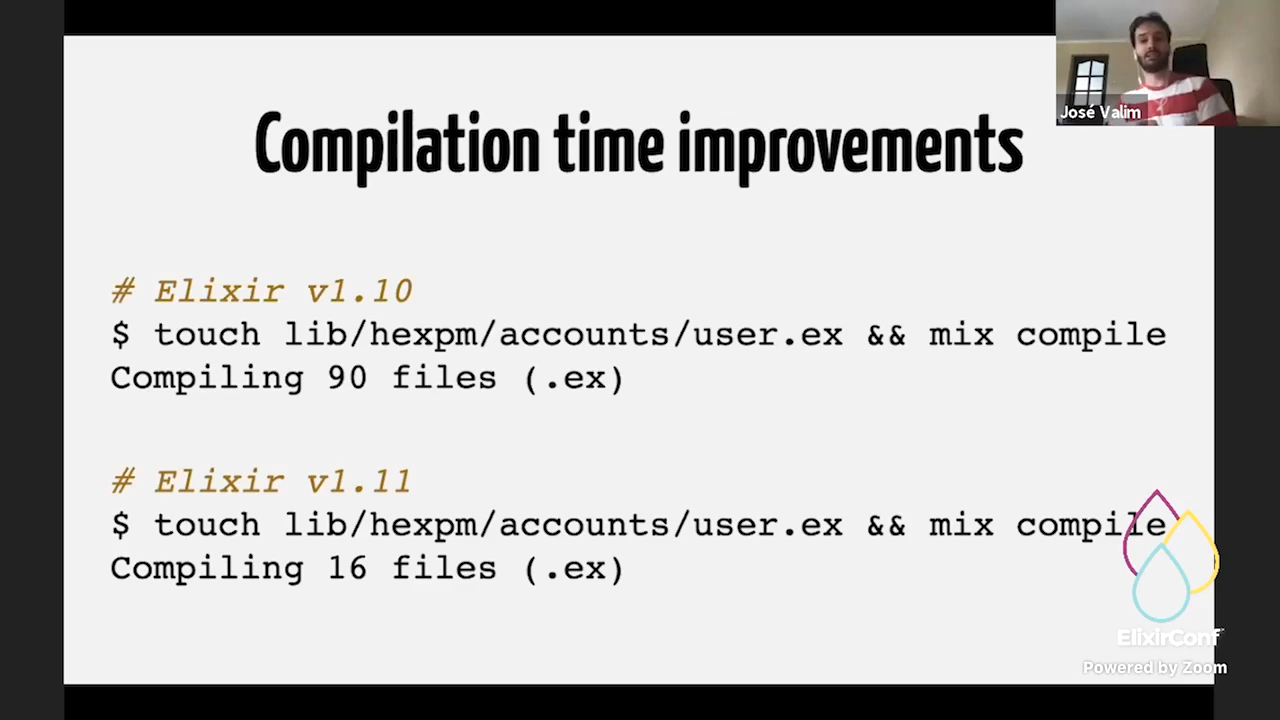 Compilation time improvements
José Valim
# Elixir v1.10
$ touch lib/hexpm/accounts/user.ex && mix compile
Compiling 90 files (.ex)
# Elixir v1.11
$ touch lib/hexpm/accounts/user.ex && mix compile
Compiling 16 files (.ex)
ElixirConf
Powered by Zoom